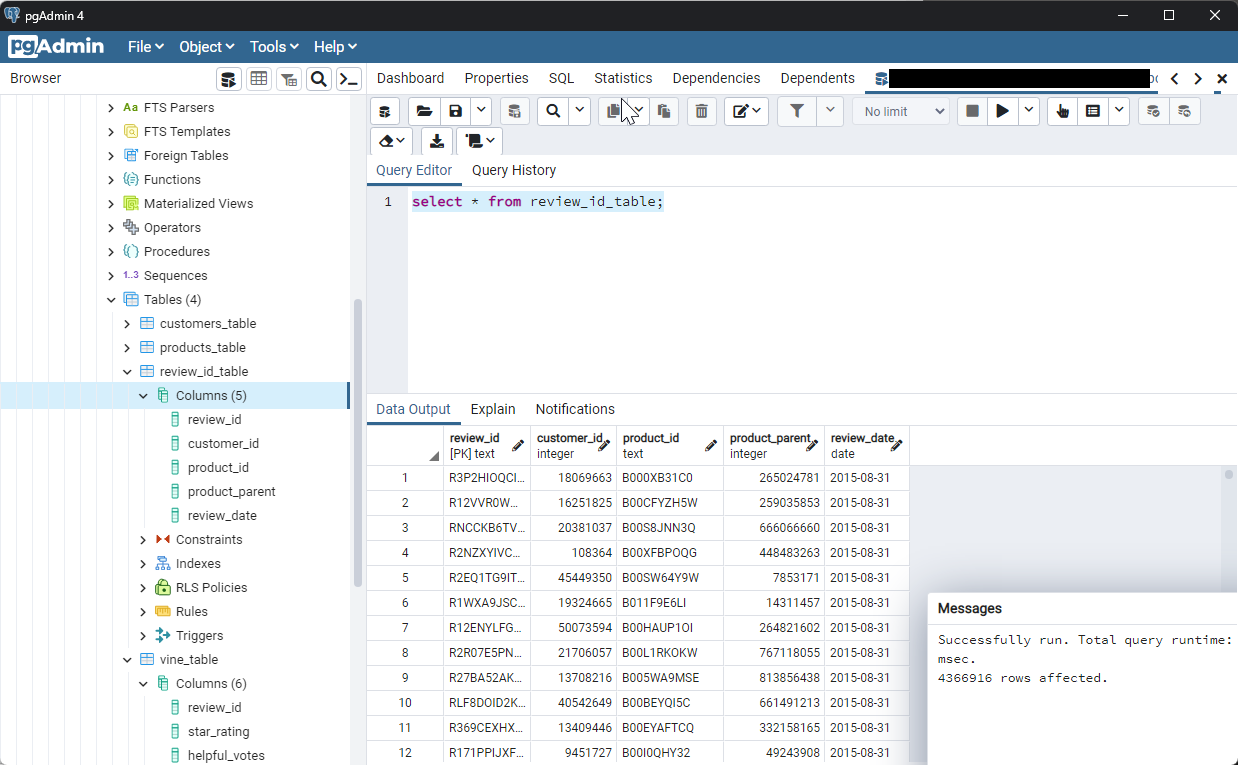 pgAdmin 4
pgAdmin File Object Tools Help
Browser
Dashboard Properties SQL Statistics Dependencies Dependents
No limit
FTS Parsers
FTS Templates
Foreign Tables
Functions
Materialized Views
Operators
Procedures
1..3 Sequences
Tables (4)
customers_table
products_table
review_id_table
Columns (5)
review_id
customer_id
product_id
product_parent
review_date
Constraints
Indexes
RLS Policies
Rules
Triggers
vine_table
Columns (6)
review_id
star_rating
helpful_votes
Query Editor Query History
1 select * from review_id_table;
Data Output Explain Notifications
review_id customer_id product_id product_parent review_date
[PK] text integer text integer date
1 R3P2HIOQCI... 18069663 B000XB31C0 265024781 2015-08-31
2 R12VVR0W... 16251825 B00CFYZH5W 259035853 2015-08-31
3 RNCCKB6TV... 20381037 B00S8JNN3Q 666066660 2015-08-31
4 R2NZXYIVC... 108364 B00XFBPOQG 448483263 2015-08-31
5 R2EQ1TG9IT... 45449350 B00SW64Y9W 7853171 2015-08-31
6 R1WXA9JSC... 19324665 B011F9E6LI 14311457 2015-08-31
7 R12ENYLFG... 50073594 B00HAUP1OI 264821602 2015-08-31
8 R2R07E5PN... 21706057 B00L1RKOKW 767118055 2015-08-31
9 R27BA52AK... 13708216 B005WA9MSE 813856438 2015-08-31
10 RLF8DOID2K... 40542649 B00BEYQI5C 661491213 2015-08-31
11 R369CEXHX... 13409446 B00EYAFTCQ 332158165 2015-08-31
12 R171PPIJXF... 9451727 B00I0QHY32 49243908 2015-08-31
Messages
Successfully run. Total query runtime:
msec.
4366916 rows affected.